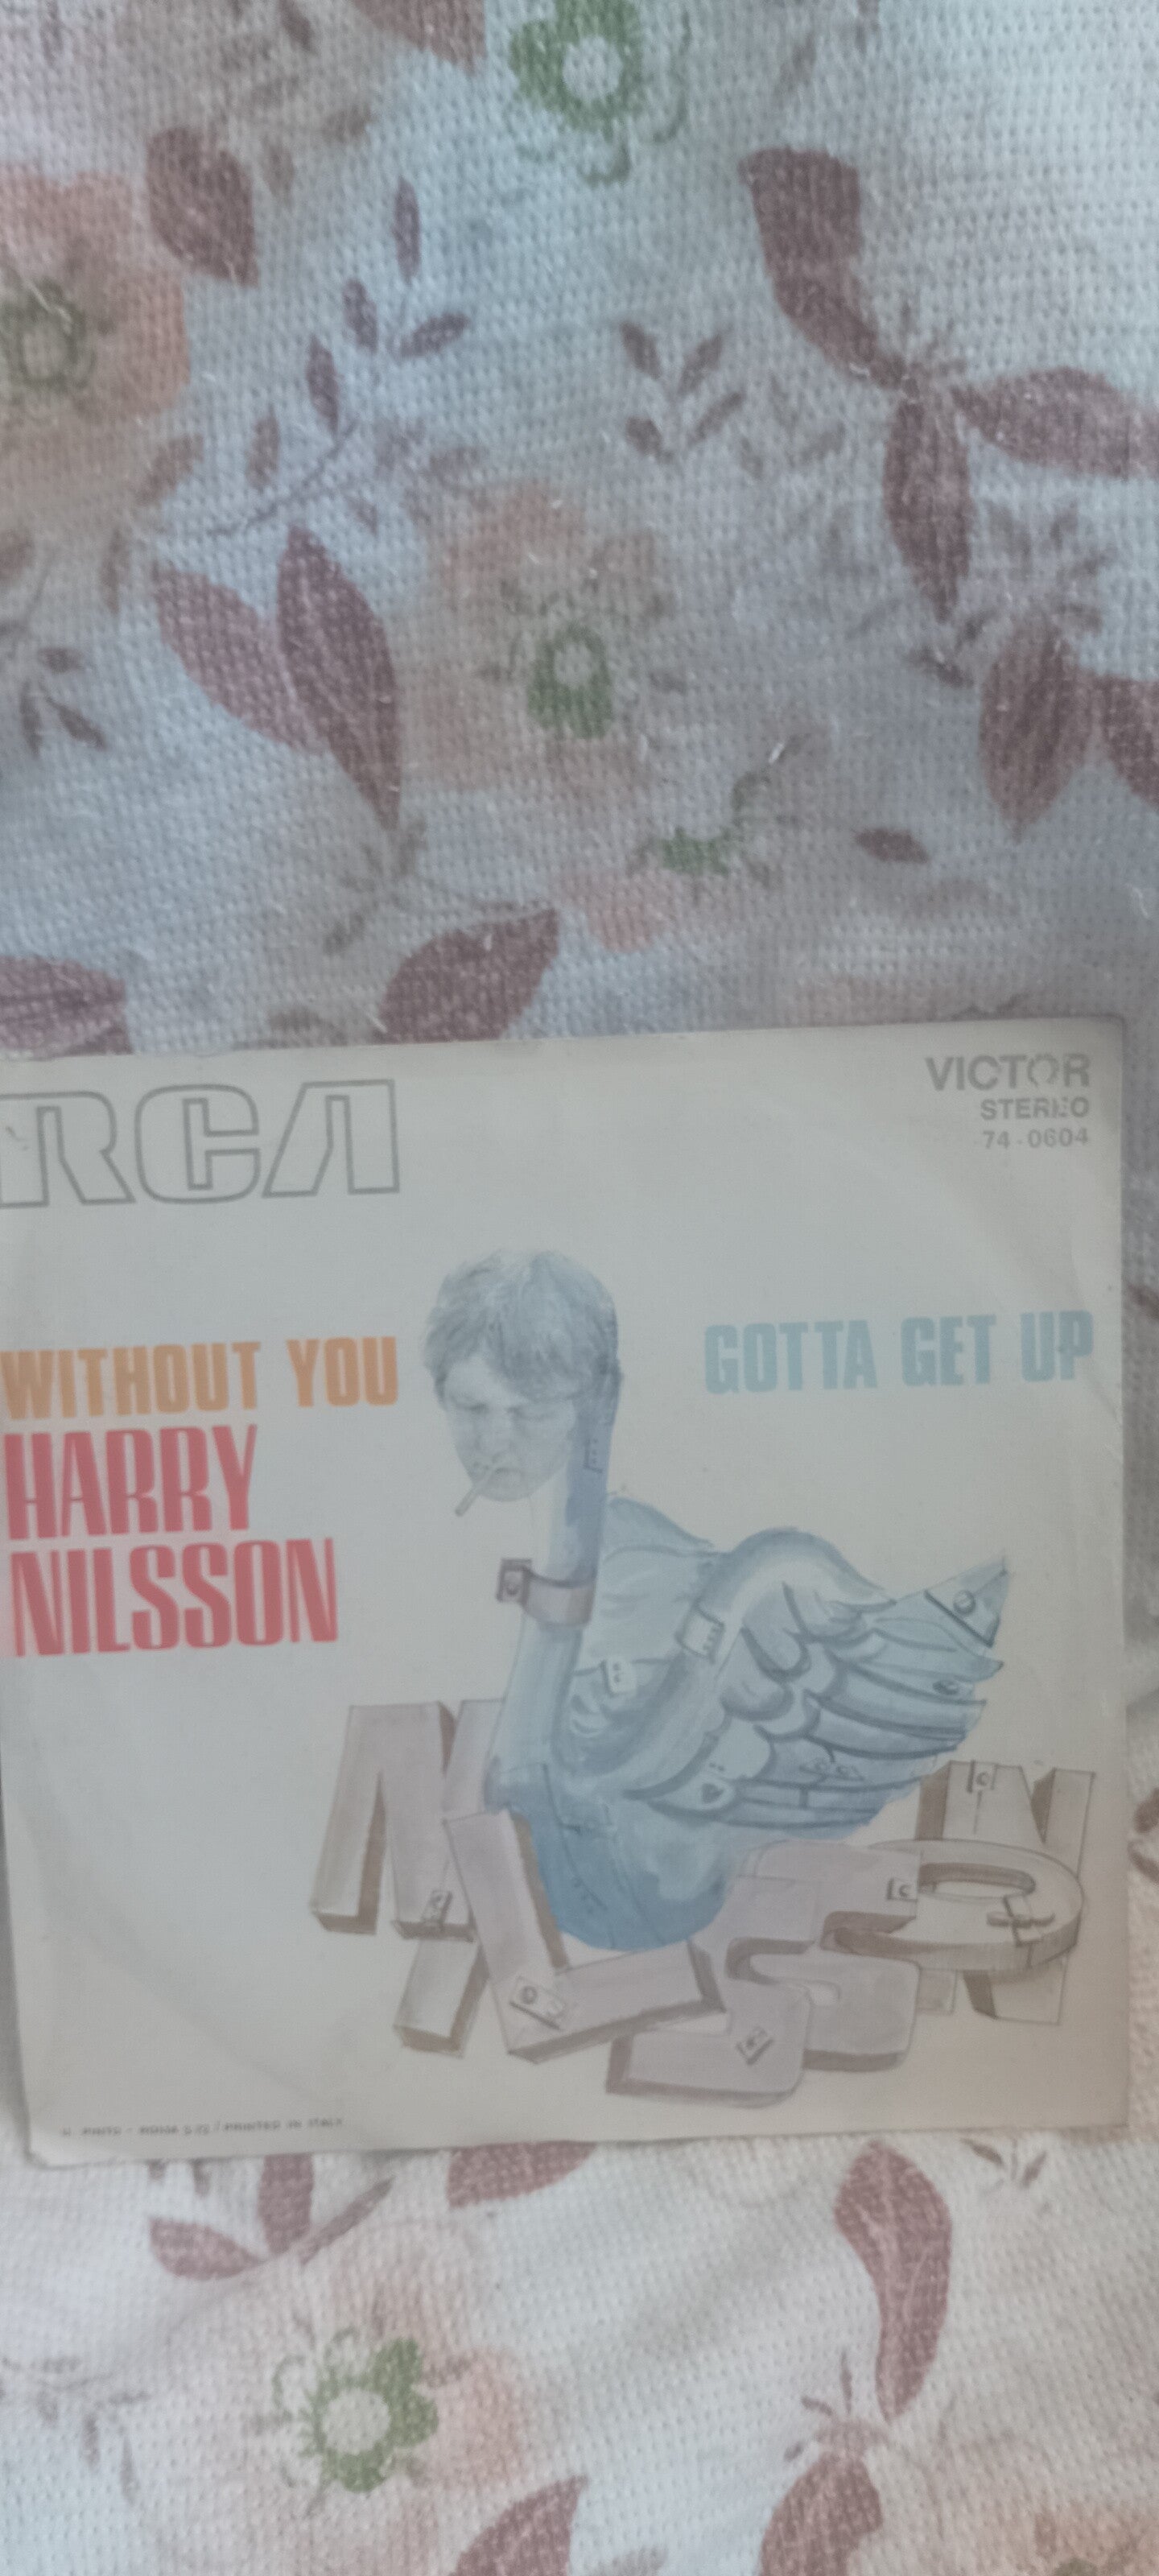 RCA
VICTOR
STEREO
74-0604
WITHOUT YOU
GOTTA GET UP
HARRY
NILSSON
NILSSON
PRINTED IN ITALY